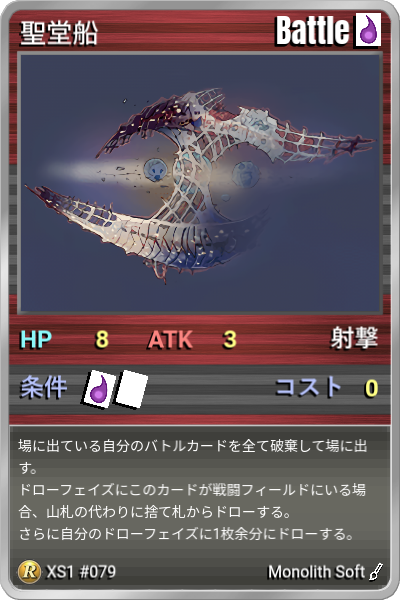 聖堂船 Battle
HP 8 ATK 3 射撃
条件 コスト 0
場に出ている自分のバトルカードを全て破棄して場に出
す。
ドローフェイズにこのカードが戦闘フィールドにいる場
合、山札の代わりに捨て札からドローする。
さらに自分のドローフェイズに1枚余分にドローする。
R XS1 #079 Monolith Soft